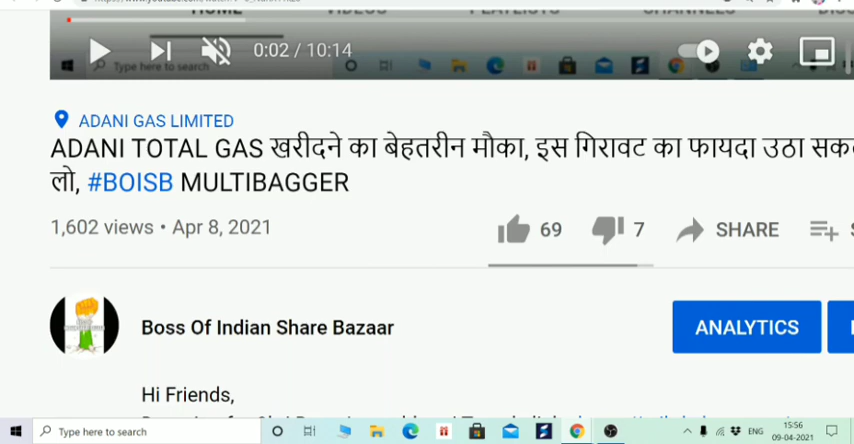 HOME VIDEOS PLAYLISTS CHANNELS
Type here to search
0:02 / 10:14
ADANI GAS LIMITED
ADANI TOTAL GAS खरीदने का बेहतरीन मौका, इस गिरावट का फायदा उठा
लो, #BOISB MULTIBAGGER
1,602 views • Apr 8, 2021
69 7 SHARE
Boss Of Indian Share Bazaar
ANALYTICS
Hi Friends,
Type here to search
ENG
15:56
09-04-2021